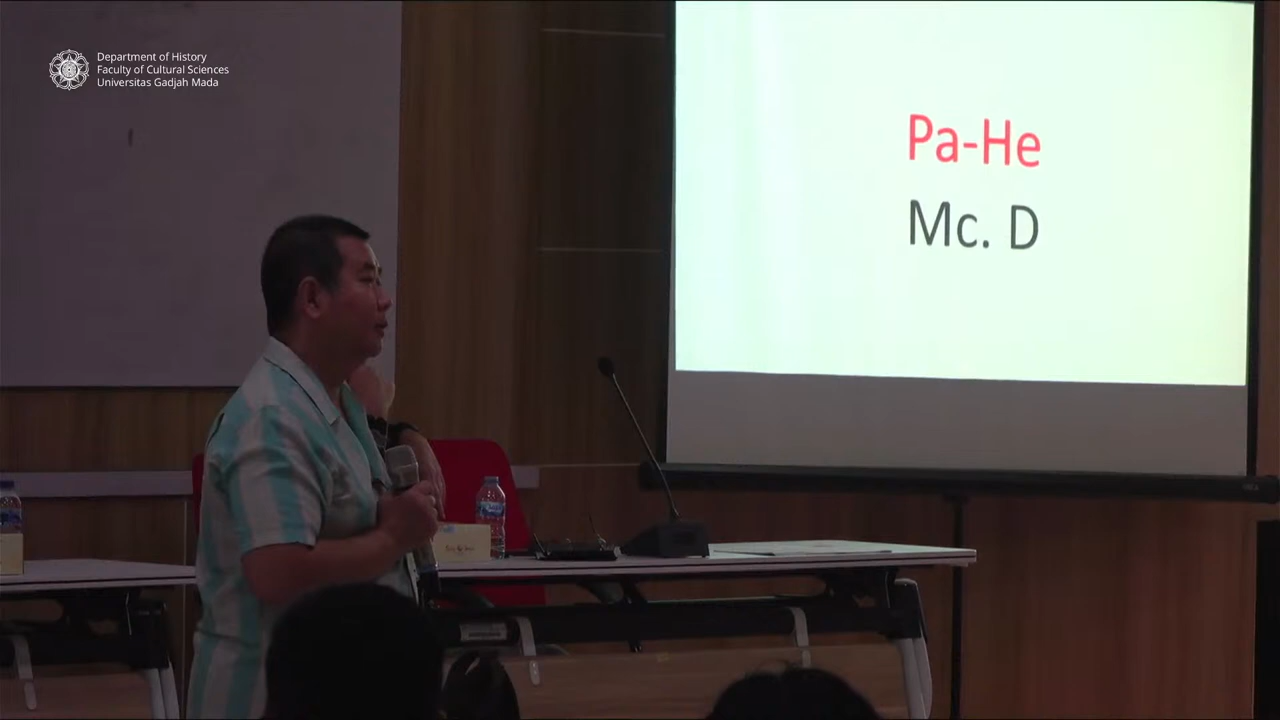 Department of History
Faculty of Cultural Sciences
Universitas Gadjah Mada
Pa-He
Mc. D